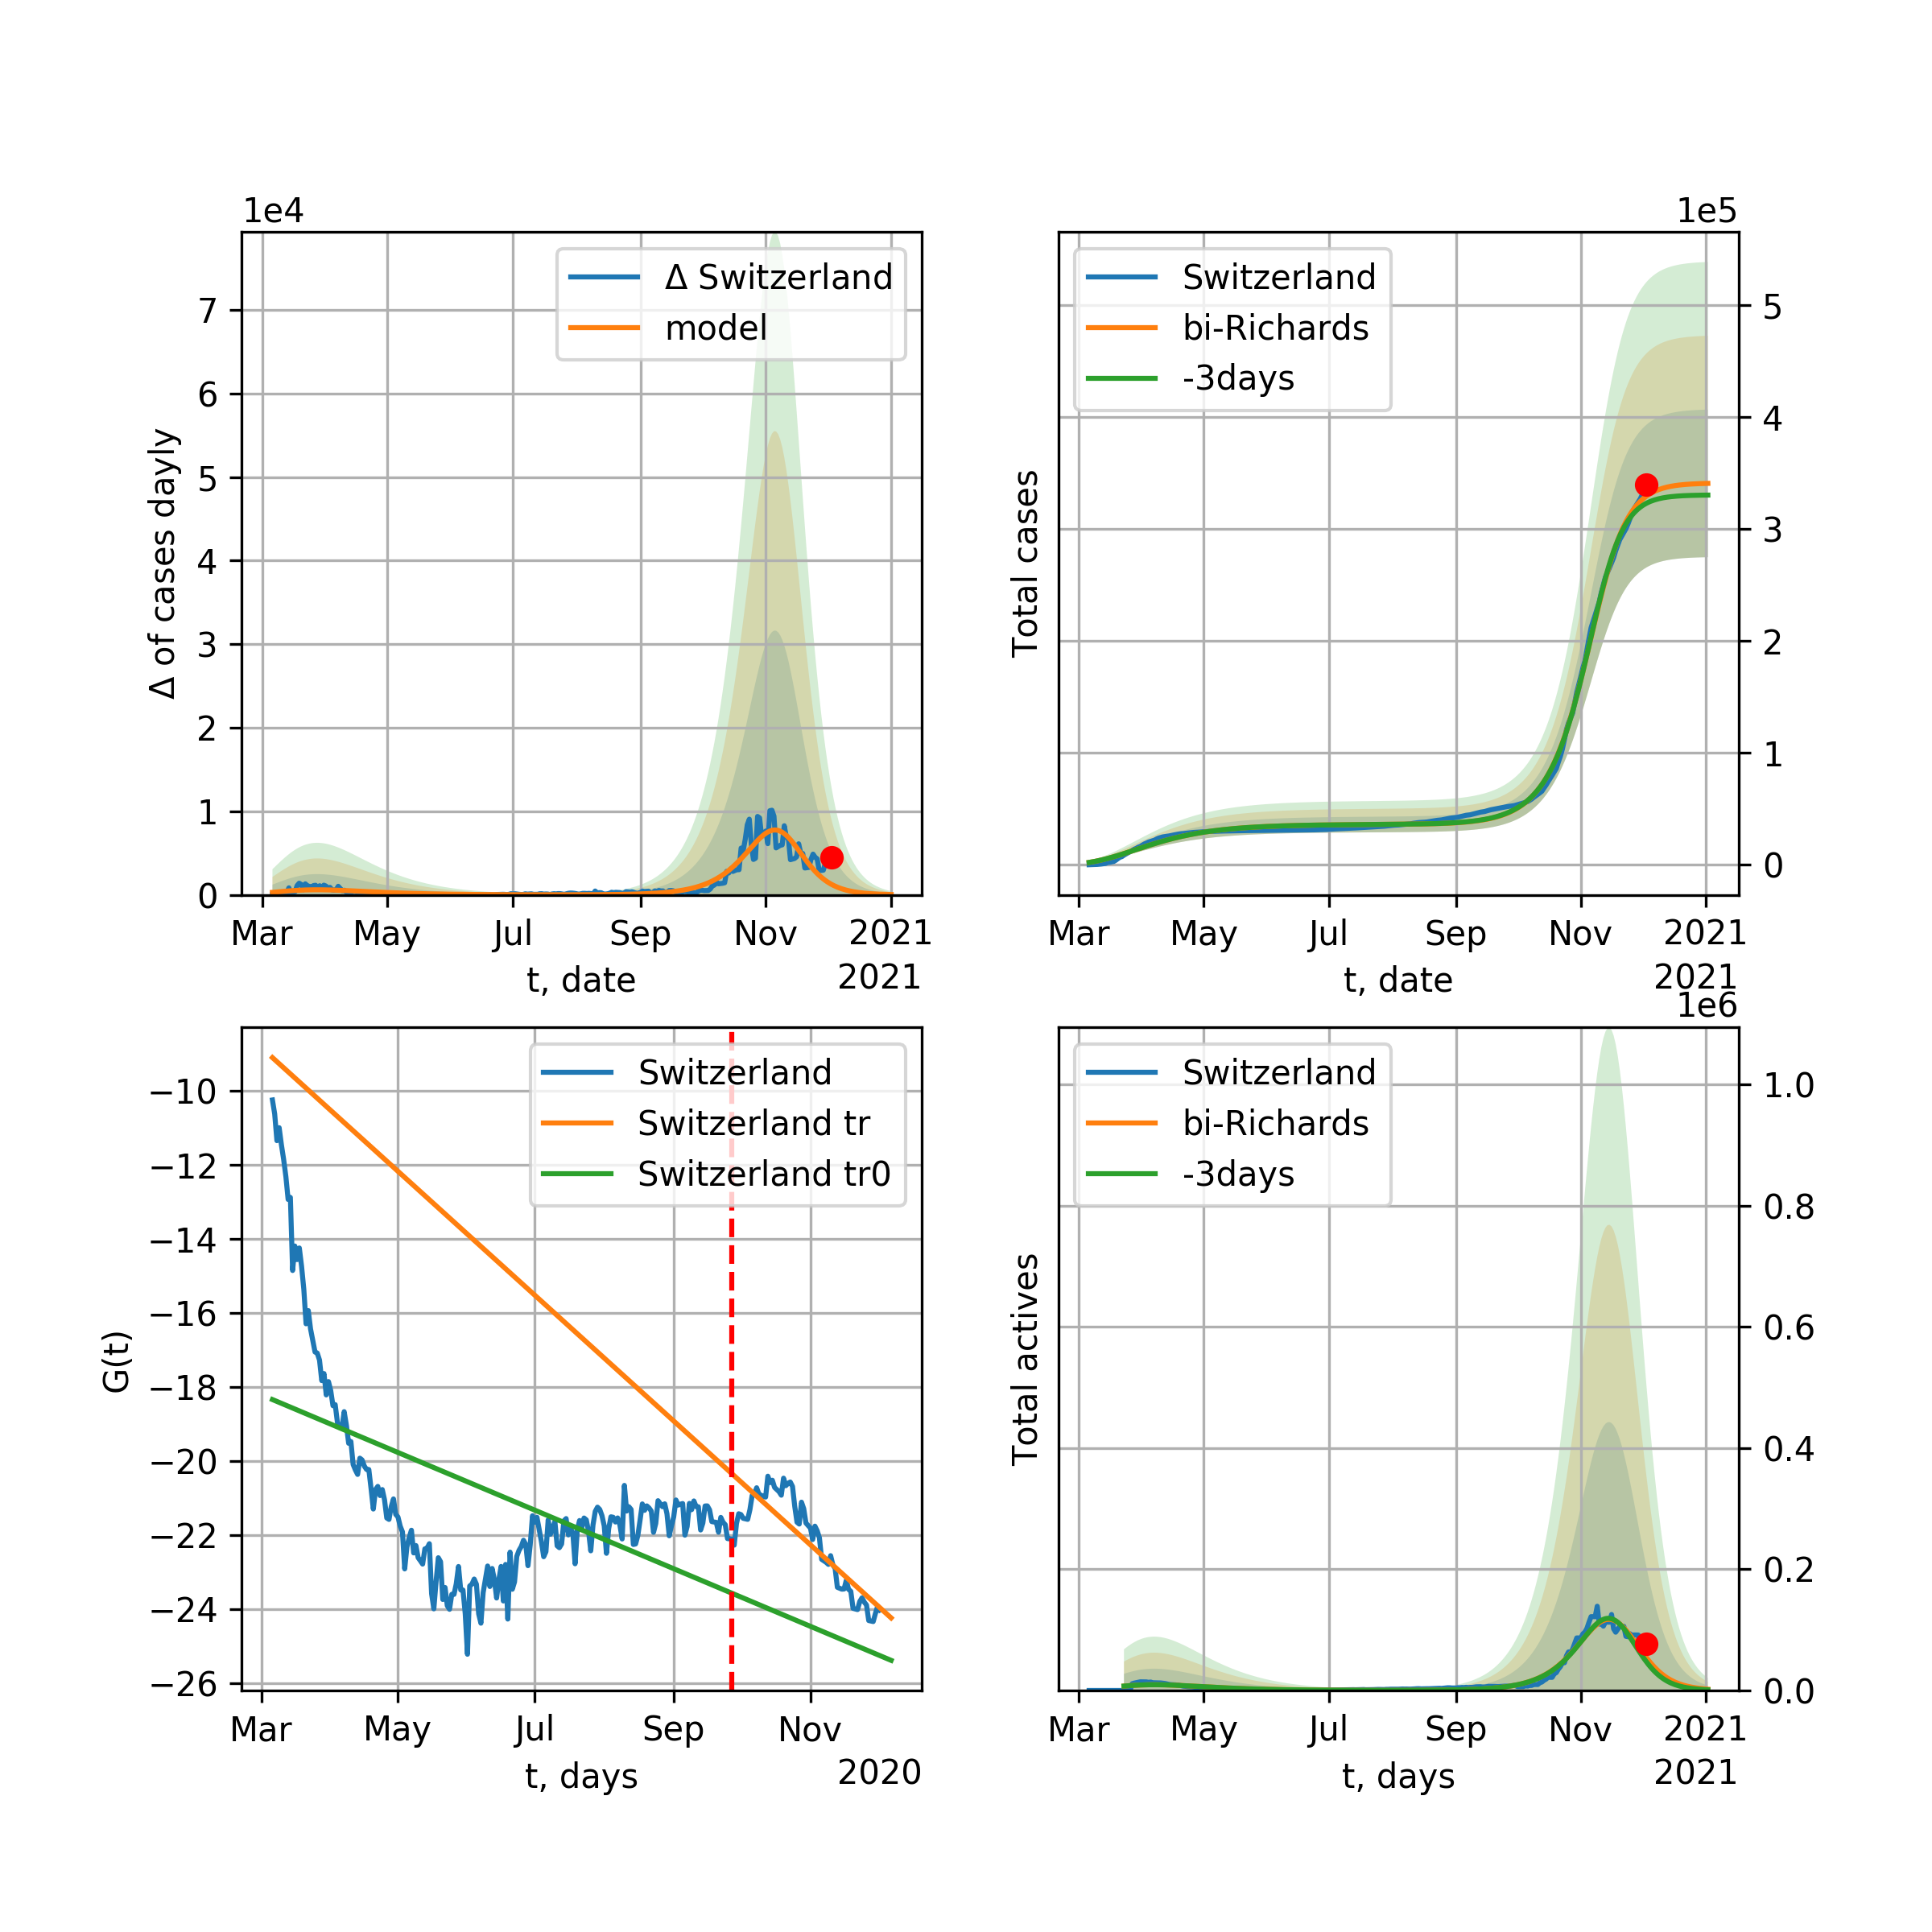 1e4
Δ Switzerland
model
7
6
5
4
3
2
1
0
Δ of cases dayly
Mar May Jul Sep Nov 2021
t, date
2021
1e5
Switzerland
bi-Richards
-3days
5
4
3
2
1
0
Total cases
Mar May Jul Sep Nov 2021
t, date
2021
Switzerland
Switzerland tr
Switzerland tr0
−10
−12
−14
−16
−18
−20
−22
−24
−26
G(t)
Mar May Jul Sep Nov
t, days
2020
1e6
Switzerland
bi-Richards
-3days
1.0
0.8
0.6
0.4
0.2
0.0
Total actives
Mar May Jul Sep Nov 2021
t, days
2021